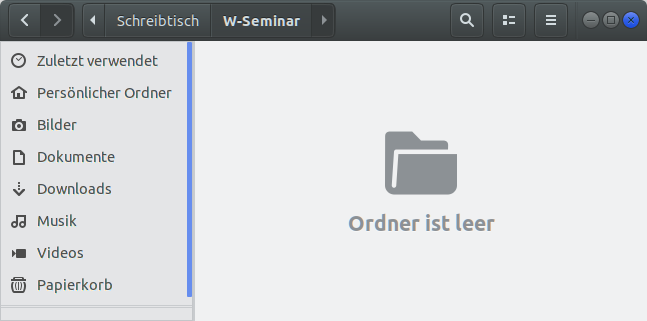 Schreibtisch W-Seminar
Zuletzt verwendet
Persönlicher Ordner
Bilder
Dokumente
Downloads
Musik
Videos
Papierkorb
Ordner ist leer